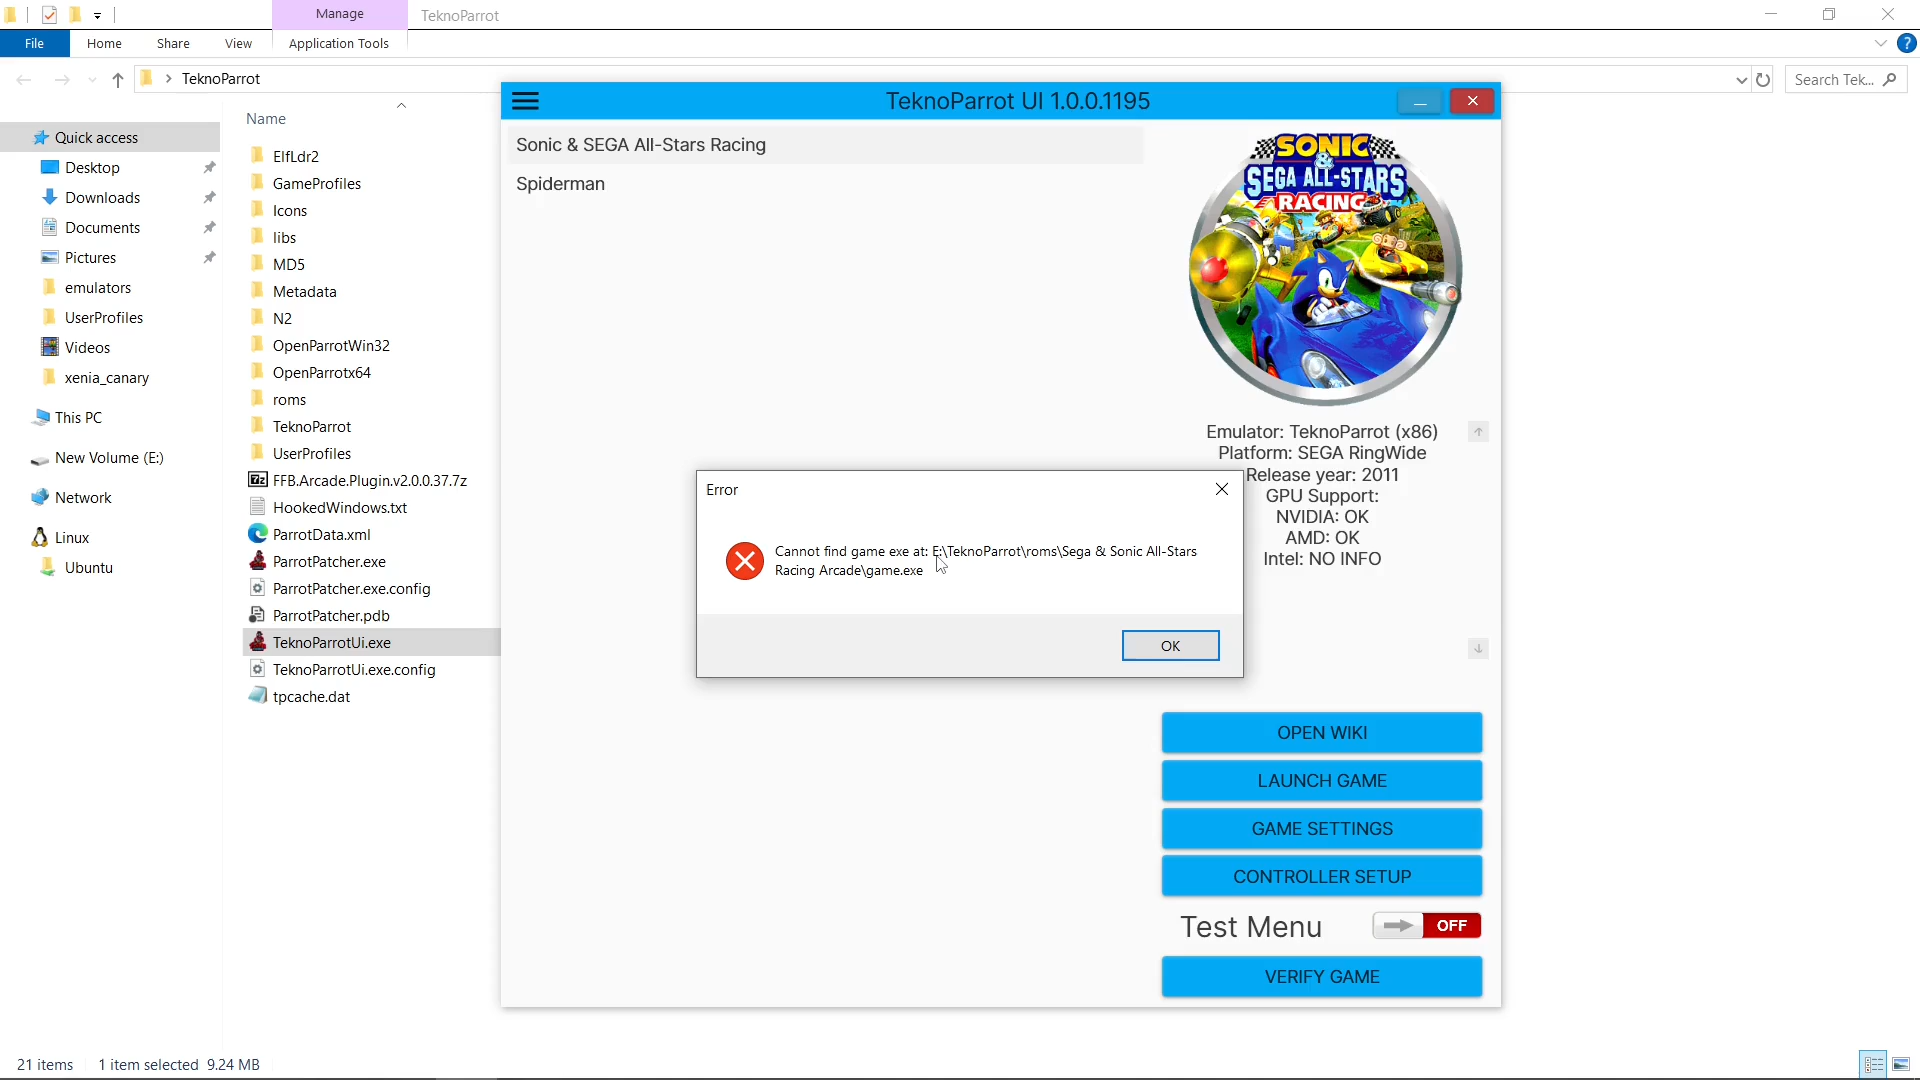 Manage
TeknoParrot
File
Home
Share
View
Application Tools
?
TeknoParrot
Search Tek...
Name
Quick access
Desktop
Downloads
Documents
Pictures
emulators
UserProfiles
Videos
xenia_canary
This PC
New Volume (E:)
Network
Linux
Ubuntu
ElfLdr2
GameProfiles
Icons
libs
MD5
Metadata
N2
OpenParrotWin32
OpenParrotx64
roms
TeknoParrot
UserProfiles
7z FFB.Arcade.Plugin.v2.0.0.37.7z
HookedWindows.txt
ParrotData.xml
ParrotPatcher.exe
ParrotPatcher.exe.config
ParrotPatcher.pdb
TeknoParrotUi.exe
TeknoParrotUi.exe.config
tpcache.dat
TeknoParrot UI 1.0.0.1195
Sonic & SEGA All-Stars Racing
Spiderman
SONIC
&
SEGA ALL-STARS
RACING
Emulator: TeknoParrot (x86)
Platform: SEGA RingWide
Release year: 2011
GPU Support:
NVIDIA: OK
AMD: OK
Intel: NO INFO
Error
Cannot find game exe at: E:\TeknoParrot\roms\Sega & Sonic All-Stars
Racing Arcade\game.exe
OK
OPEN WIKI
LAUNCH GAME
GAME SETTINGS
CONTROLLER SETUP
Test Menu
OFF
VERIFY GAME
21 items
1 item selected 9.24 MB